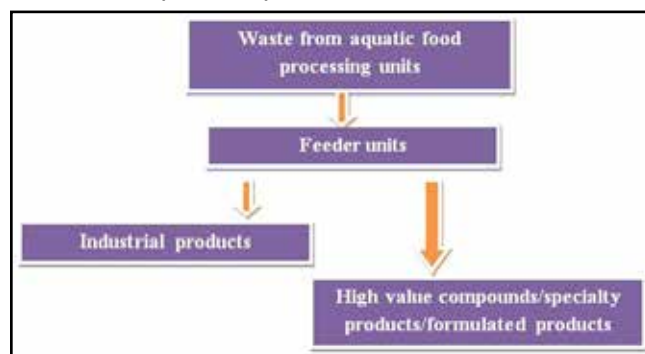 Waste from aquatic food
processing units
Feeder units
Industrial products
High value compounds/specialty
products/formulated products